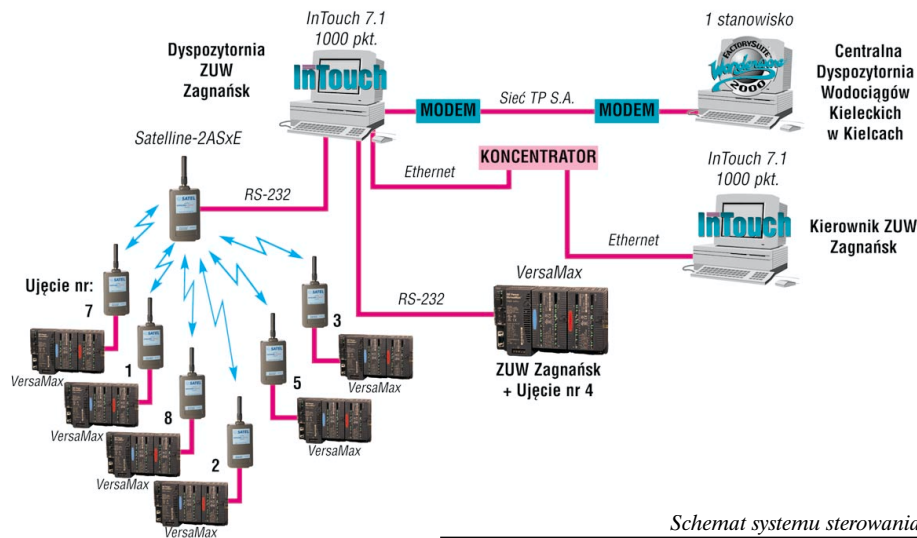 InTouch 7.1
1000 pkt.
Dyspozytornia
ZUW
Zagnańsk
InTouch
1 stanowisko
FACTORYSUITE
Wonderware
2000
Centralna
Dyspozytornia
Wodociągów
Kieleckich
w Kielcach
MODEM
Sieć TP S.A.
MODEM
Satelline-2ASxE
SATEL
RS-232
Ethernet
KONCENTRATOR
InTouch 7.1
1000 pkt.
InTouch
Kierownik ZUW
Zagnańsk
Ethernet
Ujęcie nr:
7
VersaMax
1
VersaMax
8
VersaMax
2
VersaMax
5
VersaMax
3
VersaMax
RS-232
VersaMax
ZUW Zagnańsk
+ Ujęcie nr 4
Schemat systemu sterowania